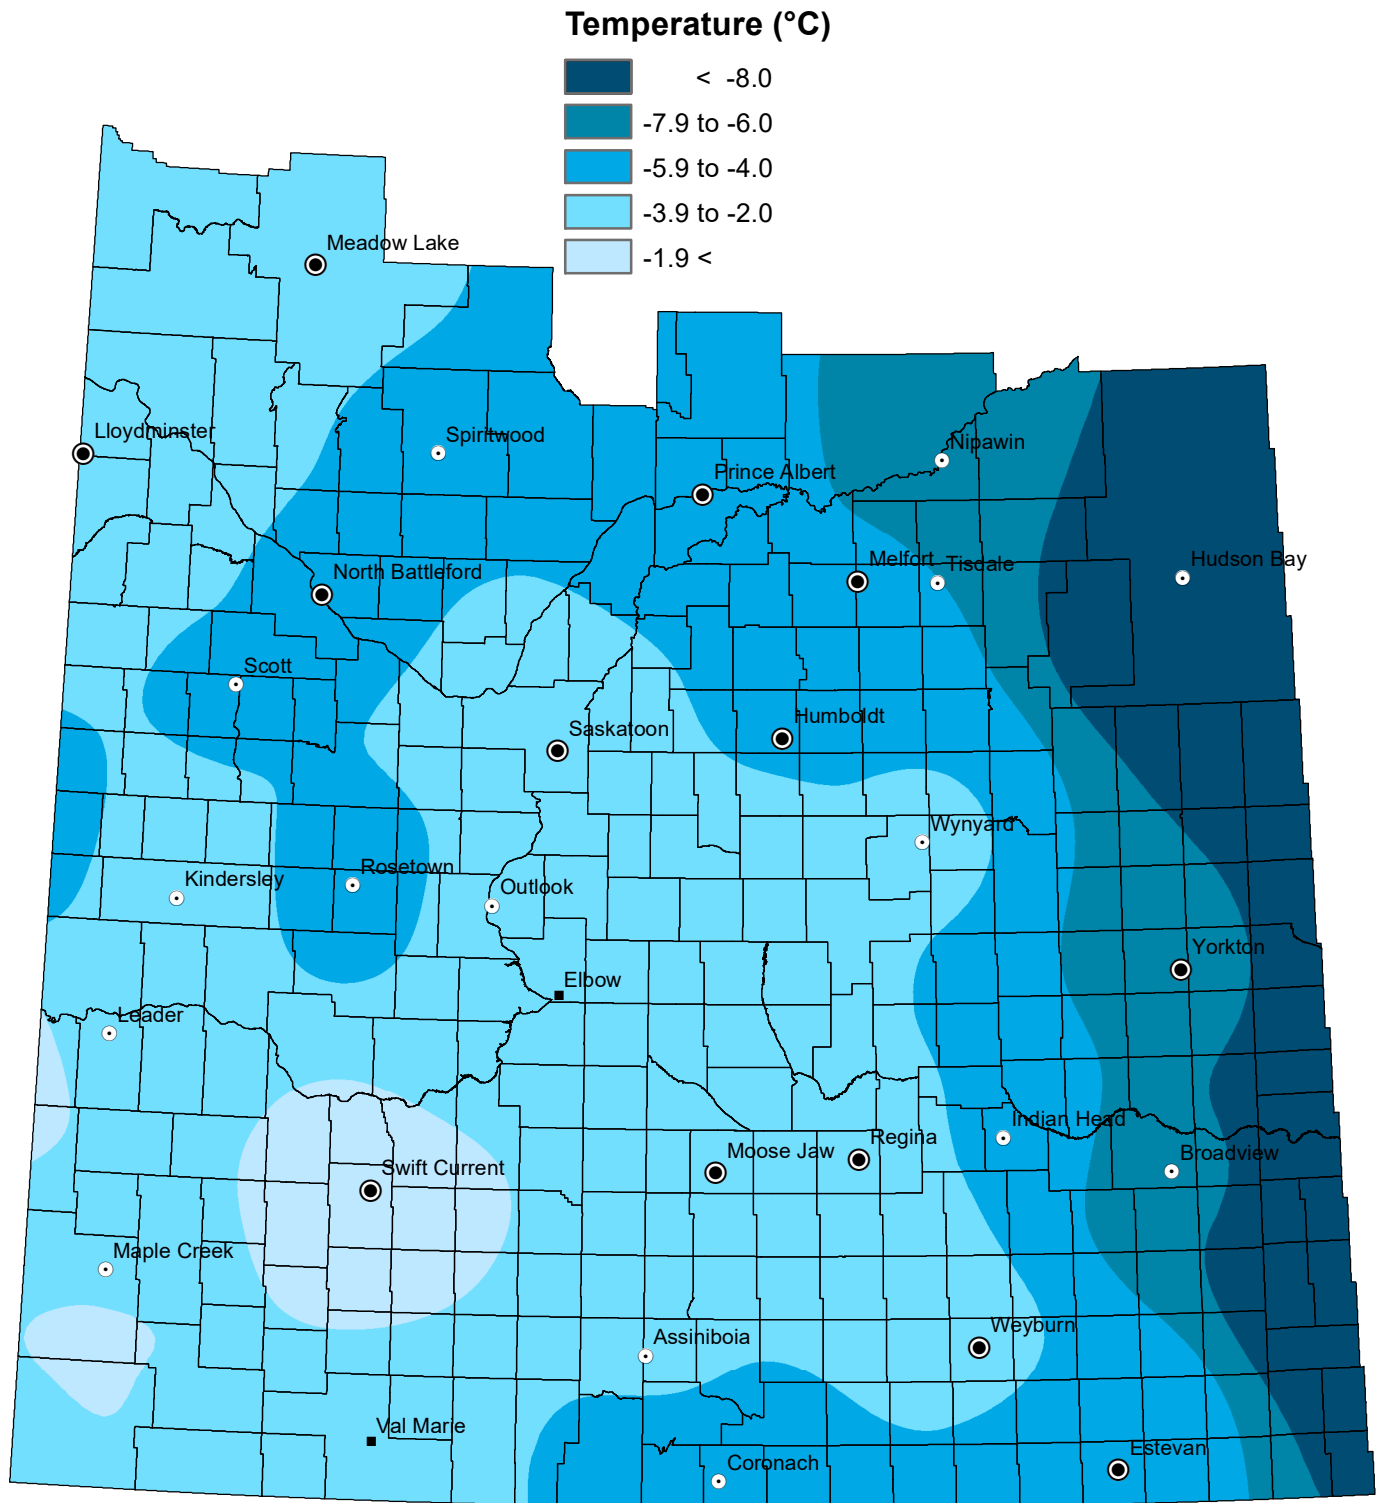 Temperature (°C)
< -8.0
-7.9 to -6.0
-5.9 to -4.0
-3.9 to -2.0
-1.9 <
Meadow Lake
Lloydminster
Spiritwood
Nipawin
Prince Albert
Melfort
Tisdale
Hudson Bay
North Battleford
Scott
Saskatoon
Humboldt
Wynyard
Rosetown
Kindersley
Outlook
Yorkton
Elbow
Leader
Indian Head
Regina
Moose Jaw
Broadview
Swift Current
Maple Creek
Weyburn
Assiniboia
Val Marie
Estevan
Coronach